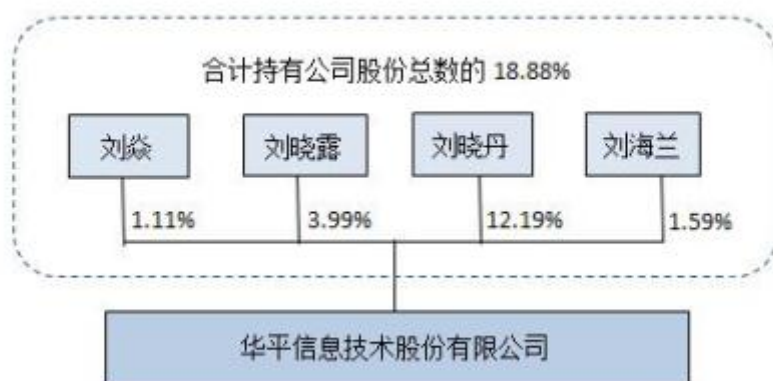 合计持有公司股份总数的 18.88%
刘焱 刘晓露 刘晓丹 刘海兰
1.11% 3.99% 12.19% 1.59%
华平信息技术股份有限公司